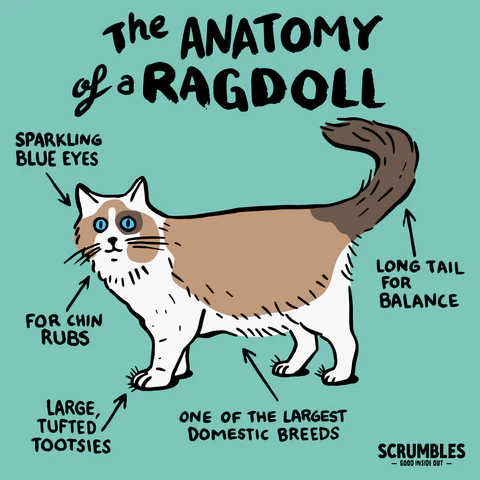 The ANATOMY
of a RAGDOLL
SPARKLING
BLUE EYES
LONG TAIL
FOR
BALANCE
FOR CHIN
RUBS
LARGE,
TUFTED
TOOTSIES
ONE OF THE LARGEST
DOMESTIC BREEDS
SCRUMBLES
— GOOD INSIDE OUT —